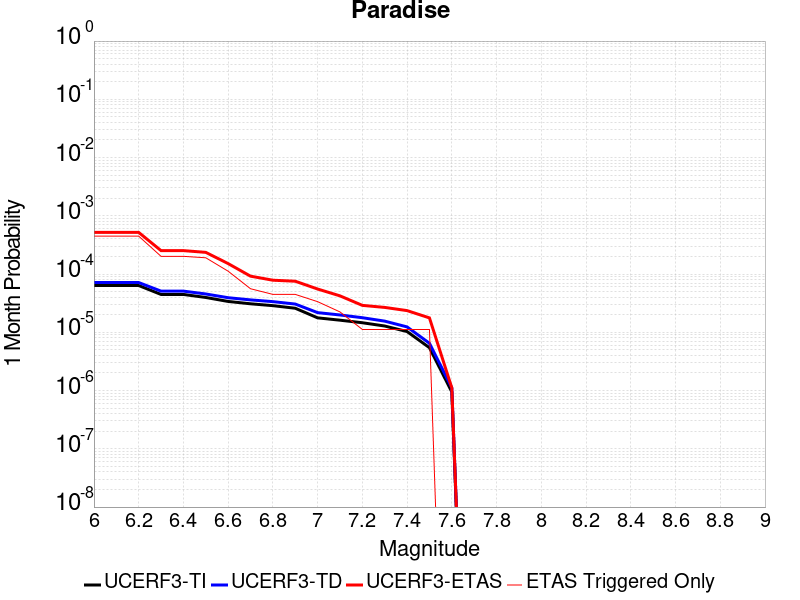 Paradise
10^0
10^-1
10^-2
10^-3
10^-4
10^-5
10^-6
10^-7
10^-8
1 Month Probability
6 6.2 6.4 6.6 6.8 7 7.2 7.4 7.6 7.8 8 8.2 8.4 8.6 8.8 9
Magnitude
UCERF3-TI UCERF3-TD UCERF3-ETAS ETAS Triggered Only